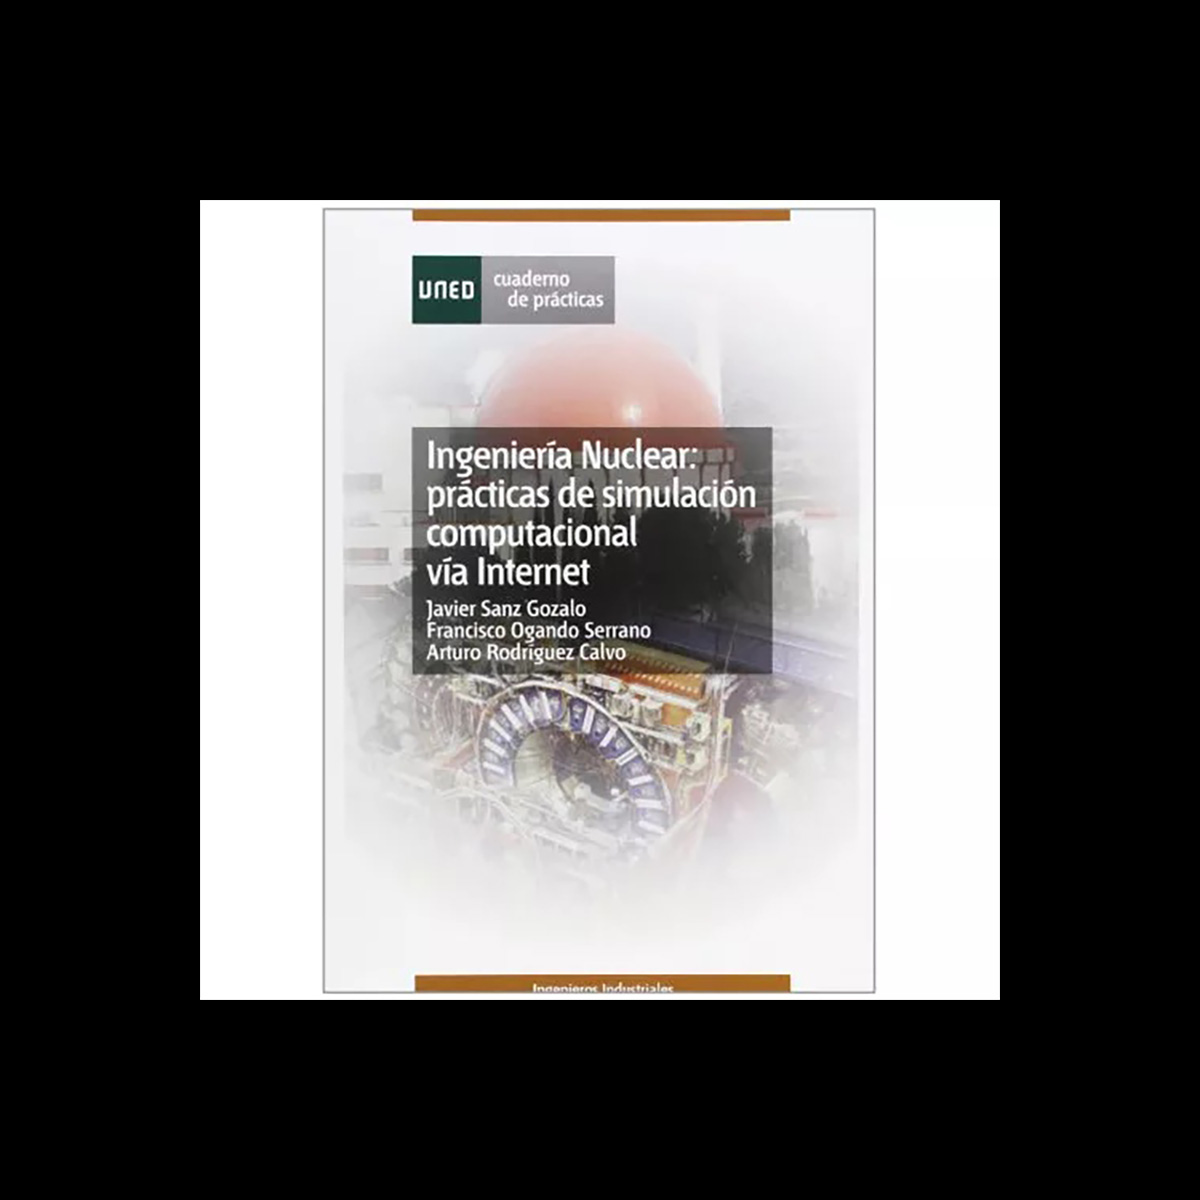 UNED
cuaderno
de prácticas
Ingeniería Nuclear:
prácticas de simulación
computacional
vía Internet
Javier Sanz Gozalo
Francisco Ogando Serrano
Arturo Rodríguez Calvo
Ingenieros Industriales